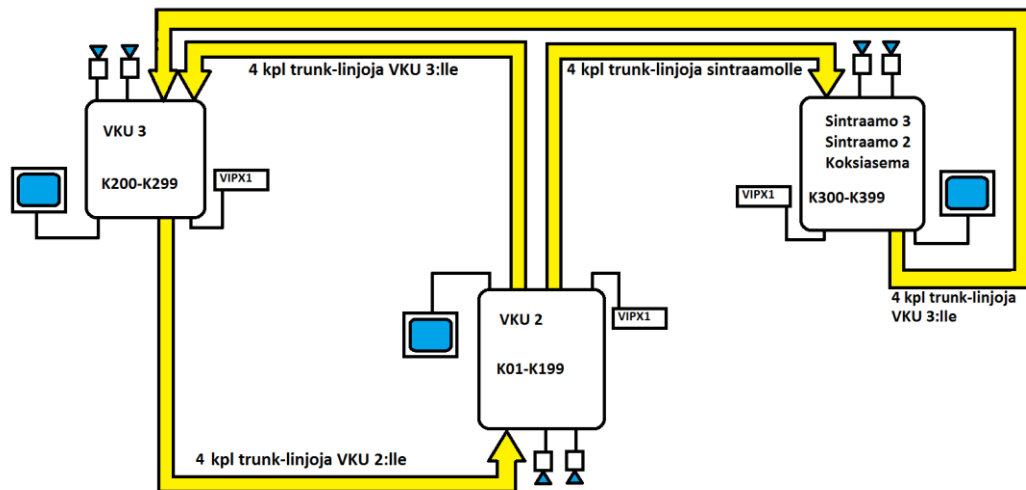 4 kpl trunk-linjoja VKU 3:lle
4 kpl trunk-linjoja sintraamolle
VKU 3
K200-K299
VIPX1
Sintraamo 3
Sintraamo 2
Koksiasema
K300-K399
VIPX1
4 kpl trunk-linjoja
VKU 3:lle
VKU 2
K01-K199
VIPX1
4 kpl trunk-linjoja VKU 2:lle